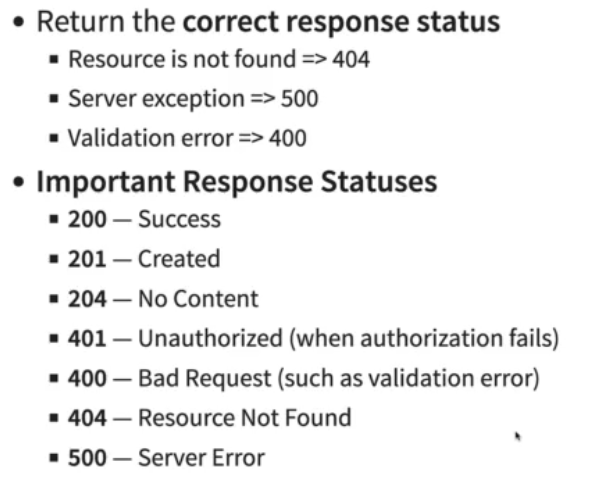 • Return the correct response status
▪ Resource is not found => 404
▪ Server exception => 500
▪ Validation error => 400
• Important Response Statuses
▪ 200 — Success
▪ 201 — Created
▪ 204 — No Content
▪ 401 — Unauthorized (when authorization fails)
▪ 400 — Bad Request (such as validation error)
▪ 404 — Resource Not Found
▪ 500 — Server Error